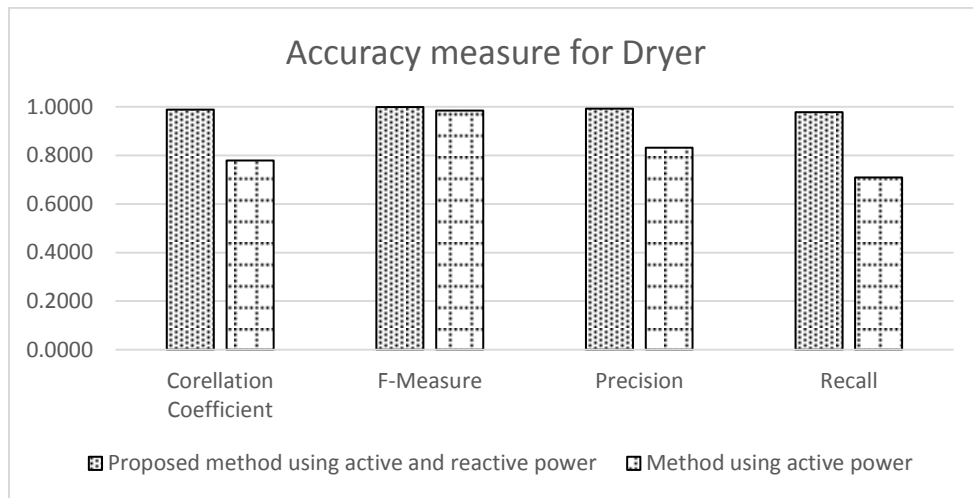 Accuracy measure for Dryer
1.0000
0.8000
0.6000
0.4000
0.2000
0.0000
Corellation
Coefficient
F-Measure
Precision
Recall
Proposed method using active and reactive power
Method using active power